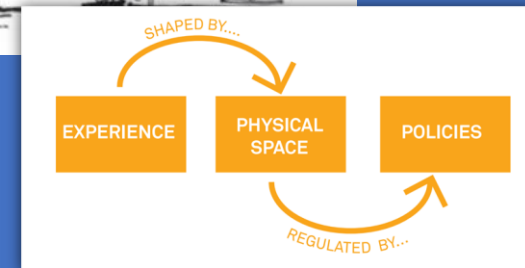 SHAPED BY....
EXPERIENCE
PHYSICAL
SPACE
POLICIES
REGULATED BY...